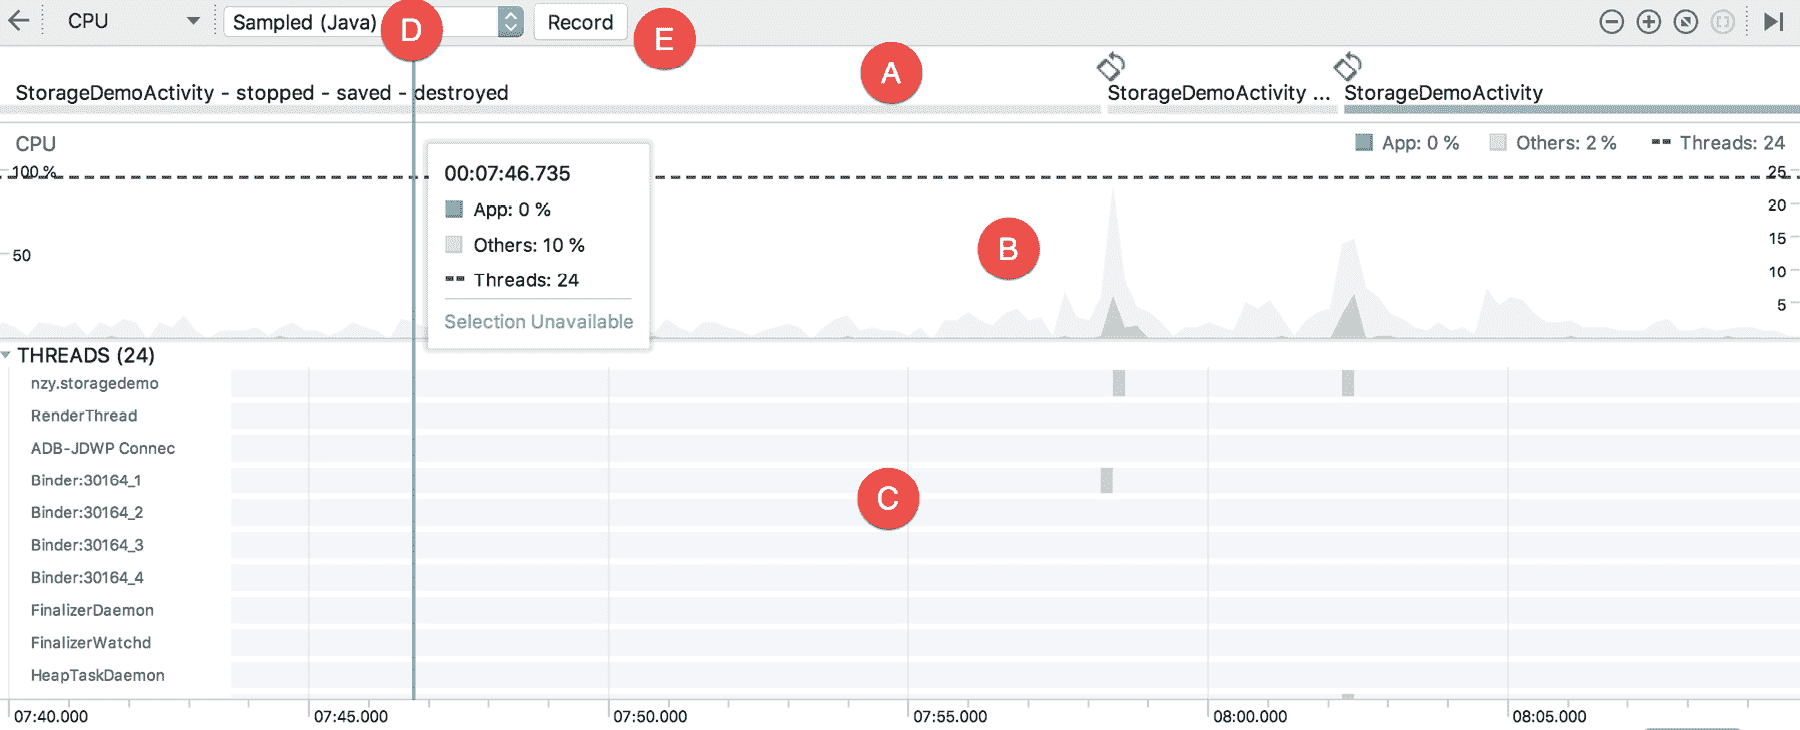 CPU Sampled (Java) D Record E
A
StorageDemoActivity - stopped - saved - destroyed StorageDemoActivity ... StorageDemoActivity
CPU App: 0 % Others: 2 % Threads: 24
100 % 25
00:07:46.735
20
App: 0 %
15
Others: 10 % B
50
10
Threads: 24
5
Selection Unavailable
THREADS (24)
nzy.storagedemo
RenderThread
ADB-JDWP Connec
Binder:30164_1
C
Binder:30164_2
Binder:30164_3
Binder:30164_4
FinalizerDaemon
FinalizerWatchd
HeapTaskDaemon
07:40.000 07:45.000 07:50.000 07:55.000 08:00.000 08:05.000